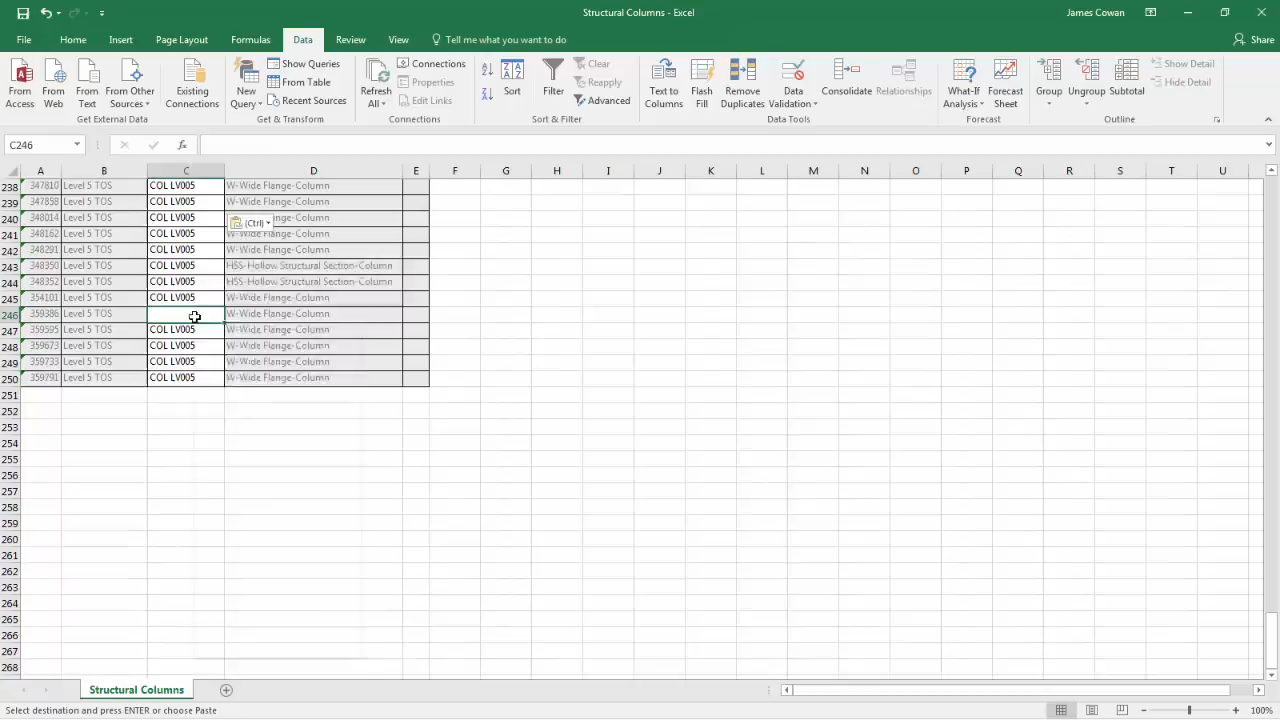 Structural Columns - Excel
James Cowan
File Home Insert Page Layout Formulas Data Review View Tell me what you want to do Share
From Access
From Web
From Text
From Other Sources
Existing Connections
Get External Data
New Query
Show Queries
From Table
Recent Sources
Get & Transform
Refresh All
Connections
Properties
Edit Links
Connections
Sort
Filter
Clear
Reapply
Advanced
Sort & Filter
Text to Columns
Flash Fill
Remove Duplicates
Data Validation
Consolidate
Relationships
Data Tools
What-If Analysis
Forecast Sheet
Forecast
Group
Ungroup
Subtotal
Show Detail
Hide Detail
Outline
C246
fx
A B C D E F G H I J K L M N O P Q R S T U
238 347810 Level 5 TOS COL LV005 W-Wide Flange-Column
239 347858 Level 5 TOS COL LV005 W-Wide Flange-Column
240 348014 Level 5 TOS COL LV005 (Ctrl) nge-Column
241 348162 Level 5 TOS COL LV005 W-Wide Flange-Column
242 348291 Level 5 TOS COL LV005 W-Wide Flange-Column
243 348350 Level 5 TOS COL LV005 HSS-Hollow Structural Section-Column
244 348352 Level 5 TOS COL LV005 HSS-Hollow Structural Section-Column
245 354101 Level 5 TOS COL LV005 W-Wide Flange-Column
246 359386 Level 5 TOS W-Wide Flange-Column
247 359595 Level 5 TOS COL LV005 W-Wide Flange-Column
248 359673 Level 5 TOS COL LV005 W-Wide Flange-Column
249 359733 Level 5 TOS COL LV005 W-Wide Flange-Column
250 359791 Level 5 TOS COL LV005 W-Wide Flange-Column
251
252
253
254
255
256
257
258
259
260
261
262
263
264
265
266
267
268
Structural Columns
Select destination and press ENTER or choose Paste
100%